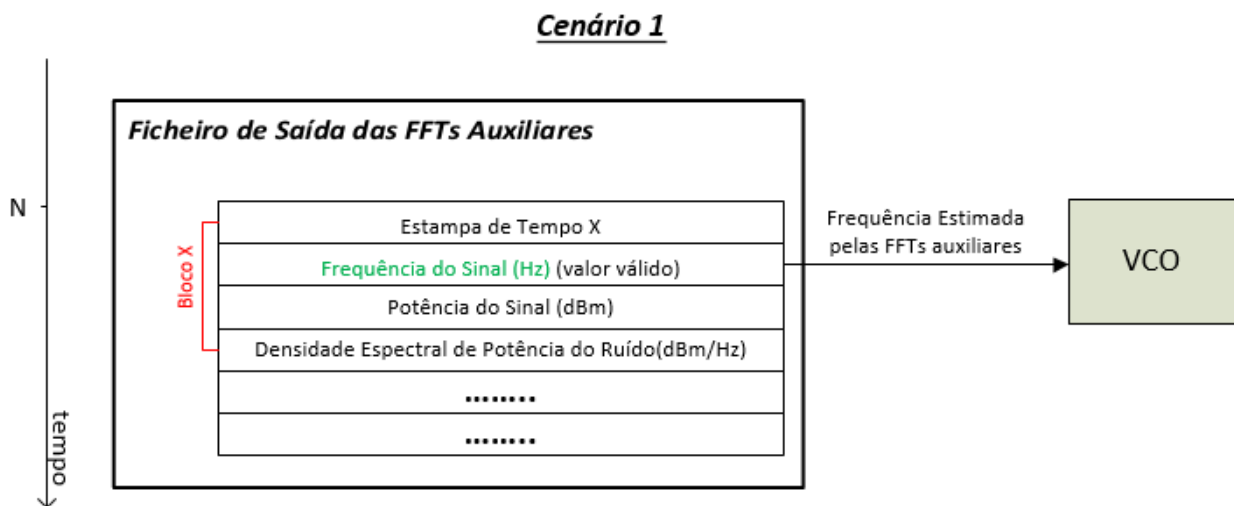 Cenário 1
Ficheiro de Saída das FFTs Auxiliares
N
Estampa de Tempo X
Frequência Estimada
pelas FFTs auxiliares
Frequência do Sinal (Hz) (valor válido)
VCO
Bloco X
Potência do Sinal (dBm)
Densidade Espectral de Potência do Ruído(dBm/Hz)
........
........
tempo